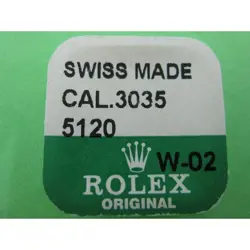 SWISS MADE
CAL.3035
5120
W-02
ROLEX
ORIGINAL